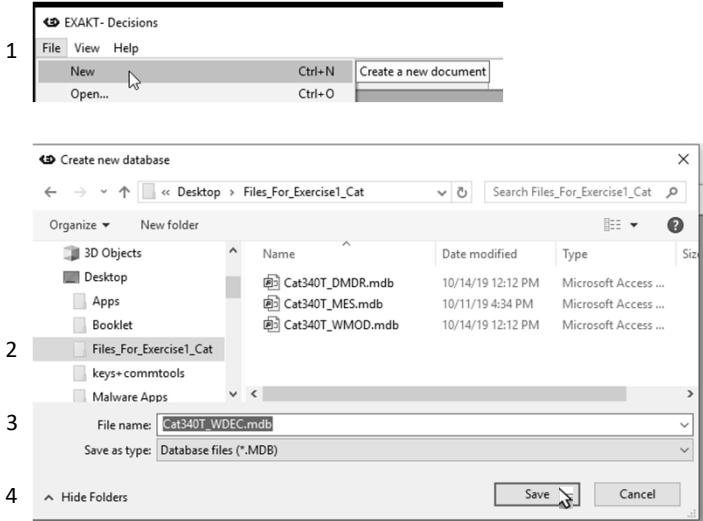 EXAKT- Decisions
1 File View Help
New Ctrl+N Create a new document
Open... Ctrl+O
Create new database
« Desktop > Files_For_Exercise1_Cat Search Files_For_Exercise1_Cat
Organize New folder
3D Objects Name Date modified Type Siz
Desktop Cat340T_DMDR.mdb 10/14/19 12:12 PM Microsoft Access ...
Apps Cat340T_MES.mdb 10/11/19 4:34 PM Microsoft Access ...
Booklet Cat340T_WMOD.mdb 10/14/19 12:12 PM Microsoft Access ...
2 Files_For_Exercise1_Cat
keys+commtools
Malware Apps
3 File name: Cat340T_WDEC.mdb
Save as type: Database files (*.MDB)
4 Hide Folders Save Cancel